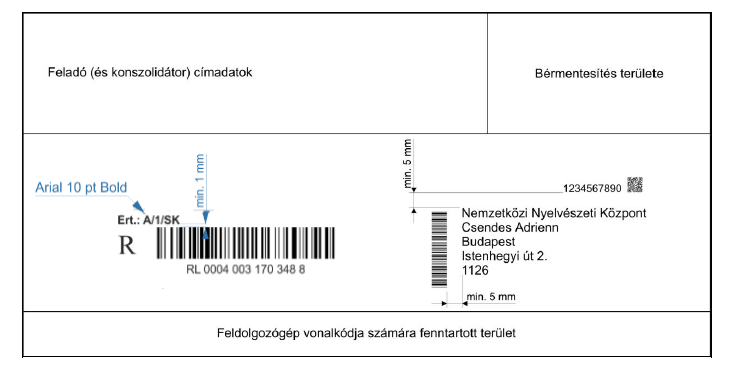 Feladó (és konszolidátor) címadatok
Bérmentesítés területe
Arial 10 pt Bold
min. 1 mm
Ert.: A/1/SK
R
RL 0004 003 170 348 8
min. 5 mm
1234567890
Nemzetközi Nyelvészeti Központ
Csendes Adrienn
Budapest
Istenhegyi út 2.
1126
min. 5 mm
Feldolgozógép vonalkódja számára fenntartott terület